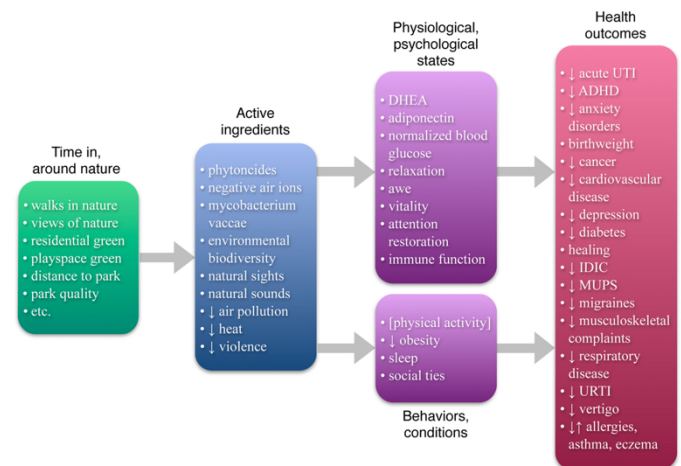 Time in,
around nature
• walks in nature
• views of nature
• residential green
• playspace green
• distance to park
• park quality
• etc.
Active
ingredients
• phytoncides
• negative air ions
• mycobacterium
vaccae
• environmental
biodiversity
• natural sights
• natural sounds
• ↓ air pollution
• ↓ heat
• ↓ violence
Physiological,
psychological
states
• DHEA
• adiponectin
• normalized blood
glucose
• relaxation
• awe
• vitality
• attention
restoration
• immune function
• [physical activity]
• ↓ obesity
• sleep
• social ties
Behaviors,
conditions
Health
outcomes
• ↓ acute UTI
• ↓ ADHD
• ↓ anxiety
disorders
• birthweight
• ↓ cancer
• ↓ cardiovascular
disease
• ↓ depression
• ↓ diabetes
• healing
• ↓ IDIC
• ↓ MUPS
• ↓ migraines
• ↓ musculoskeletal
complaints
• ↓ respiratory
disease
• ↓ URTI
• ↓ vertigo
• ↓↑ allergies,
asthma, eczema